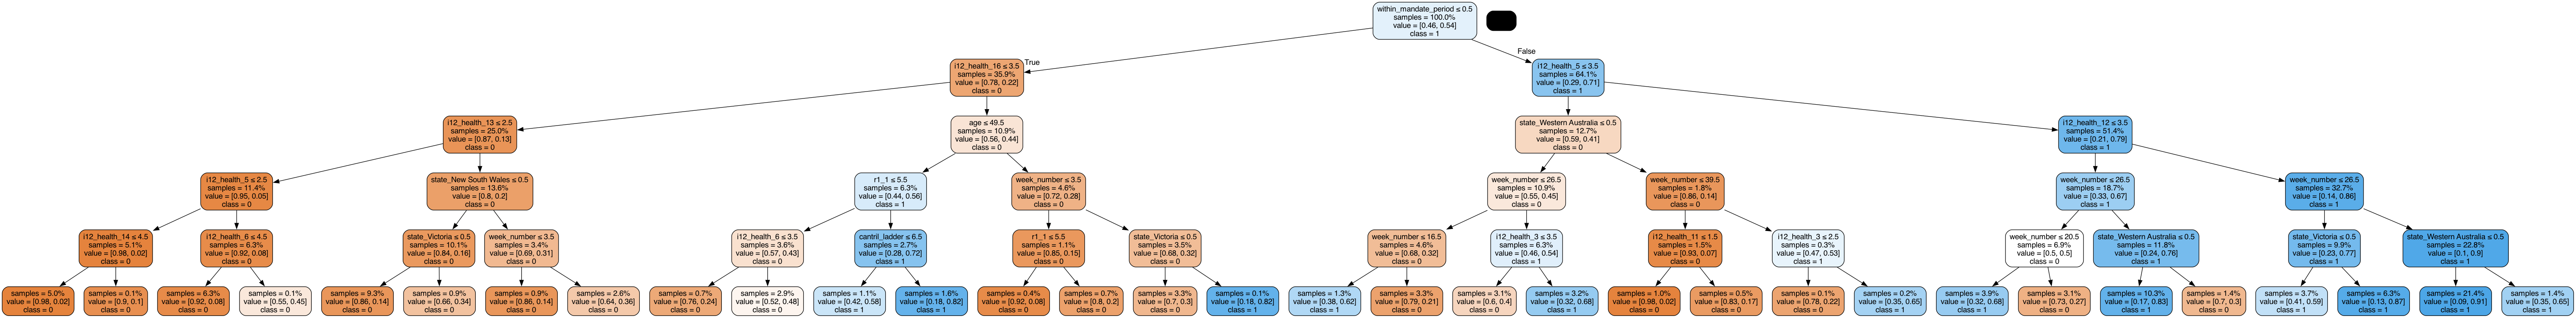 within_mandate_period ≤ 0.5
samples = 100.0%
value = [0.46, 0.54]
class = 1
True
False
i12_health_16 ≤ 3.5
samples = 35.9%
value = [0.78, 0.22]
class = 0
i12_health_5 ≤ 3.5
samples = 64.1%
value = [0.29, 0.71]
class = 1
i12_health_13 ≤ 2.5
samples = 25.0%
value = [0.87, 0.13]
class = 0
age ≤ 49.5
samples = 10.9%
value = [0.56, 0.44]
class = 0
state_Western Australia ≤ 0.5
samples = 12.7%
value = [0.59, 0.41]
class = 0
i12_health_12 ≤ 3.5
samples = 51.4%
value = [0.21, 0.79]
class = 1
i12_health_5 ≤ 2.5
samples = 11.4%
value = [0.95, 0.05]
class = 0
state_New South Wales ≤ 0.5
samples = 13.6%
value = [0.8, 0.2]
class = 0
r1_1 ≤ 5.5
samples = 6.3%
value = [0.44, 0.56]
class = 1
week_number ≤ 3.5
samples = 4.6%
value = [0.72, 0.28]
class = 0
week_number ≤ 26.5
samples = 10.9%
value = [0.55, 0.45]
class = 0
week_number ≤ 39.5
samples = 1.8%
value = [0.86, 0.14]
class = 0
week_number ≤ 26.5
samples = 18.7%
value = [0.33, 0.67]
class = 1
week_number ≤ 26.5
samples = 32.7%
value = [0.14, 0.86]
class = 1
i12_health_14 ≤ 4.5
samples = 5.1%
value = [0.98, 0.02]
class = 0
i12_health_6 ≤ 4.5
samples = 6.3%
value = [0.92, 0.08]
class = 0
state_Victoria ≤ 0.5
samples = 10.1%
value = [0.84, 0.16]
class = 0
week_number ≤ 3.5
samples = 3.4%
value = [0.69, 0.31]
class = 0
i12_health_6 ≤ 3.5
samples = 3.6%
value = [0.57, 0.43]
class = 0
cantril_ladder ≤ 6.5
samples = 2.7%
value = [0.28, 0.72]
class = 1
r1_1 ≤ 5.5
samples = 1.1%
value = [0.85, 0.15]
class = 0
state_Victoria ≤ 0.5
samples = 3.5%
value = [0.68, 0.32]
class = 0
week_number ≤ 16.5
samples = 4.6%
value = [0.68, 0.32]
class = 0
i12_health_3 ≤ 3.5
samples = 6.3%
value = [0.46, 0.54]
class = 1
i12_health_11 ≤ 1.5
samples = 1.5%
value = [0.93, 0.07]
class = 0
i12_health_3 ≤ 2.5
samples = 0.3%
value = [0.47, 0.53]
class = 1
week_number ≤ 20.5
samples = 6.9%
value = [0.5, 0.5]
class = 0
state_Western Australia ≤ 0.5
samples = 11.8%
value = [0.24, 0.76]
class = 1
state_Victoria ≤ 0.5
samples = 9.9%
value = [0.23, 0.77]
class = 1
state_Western Australia ≤ 0.5
samples = 22.8%
value = [0.1, 0.9]
class = 1
samples = 5.0%
value = [0.98, 0.02]
class = 0
samples = 0.1%
value = [0.9, 0.1]
class = 0
samples = 6.3%
value = [0.92, 0.08]
class = 0
samples = 0.1%
value = [0.55, 0.45]
class = 0
samples = 9.3%
value = [0.86, 0.14]
class = 0
samples = 0.9%
value = [0.66, 0.34]
class = 0
samples = 0.9%
value = [0.86, 0.14]
class = 0
samples = 2.6%
value = [0.64, 0.36]
class = 0
samples = 0.7%
value = [0.76, 0.24]
class = 0
samples = 2.9%
value = [0.52, 0.48]
class = 0
samples = 1.1%
value = [0.42, 0.58]
class = 1
samples = 1.6%
value = [0.18, 0.82]
class = 1
samples = 0.4%
value = [0.92, 0.08]
class = 0
samples = 0.7%
value = [0.8, 0.2]
class = 0
samples = 3.3%
value = [0.7, 0.3]
class = 0
samples = 0.1%
value = [0.18, 0.82]
class = 1
samples = 1.3%
value = [0.38, 0.62]
class = 1
samples = 3.3%
value = [0.79, 0.21]
class = 0
samples = 3.1%
value = [0.6, 0.4]
class = 0
samples = 3.2%
value = [0.32, 0.68]
class = 1
samples = 1.0%
value = [0.98, 0.02]
class = 0
samples = 0.5%
value = [0.83, 0.17]
class = 0
samples = 0.1%
value = [0.78, 0.22]
class = 0
samples = 0.2%
value = [0.35, 0.65]
class = 1
samples = 3.9%
value = [0.32, 0.68]
class = 1
samples = 3.1%
value = [0.73, 0.27]
class = 0
samples = 10.3%
value = [0.17, 0.83]
class = 1
samples = 1.4%
value = [0.7, 0.3]
class = 0
samples = 3.7%
value = [0.41, 0.59]
class = 1
samples = 6.3%
value = [0.13, 0.87]
class = 1
samples = 21.4%
value = [0.09, 0.91]
class = 1
samples = 1.4%
value = [0.35, 0.65]
class = 1